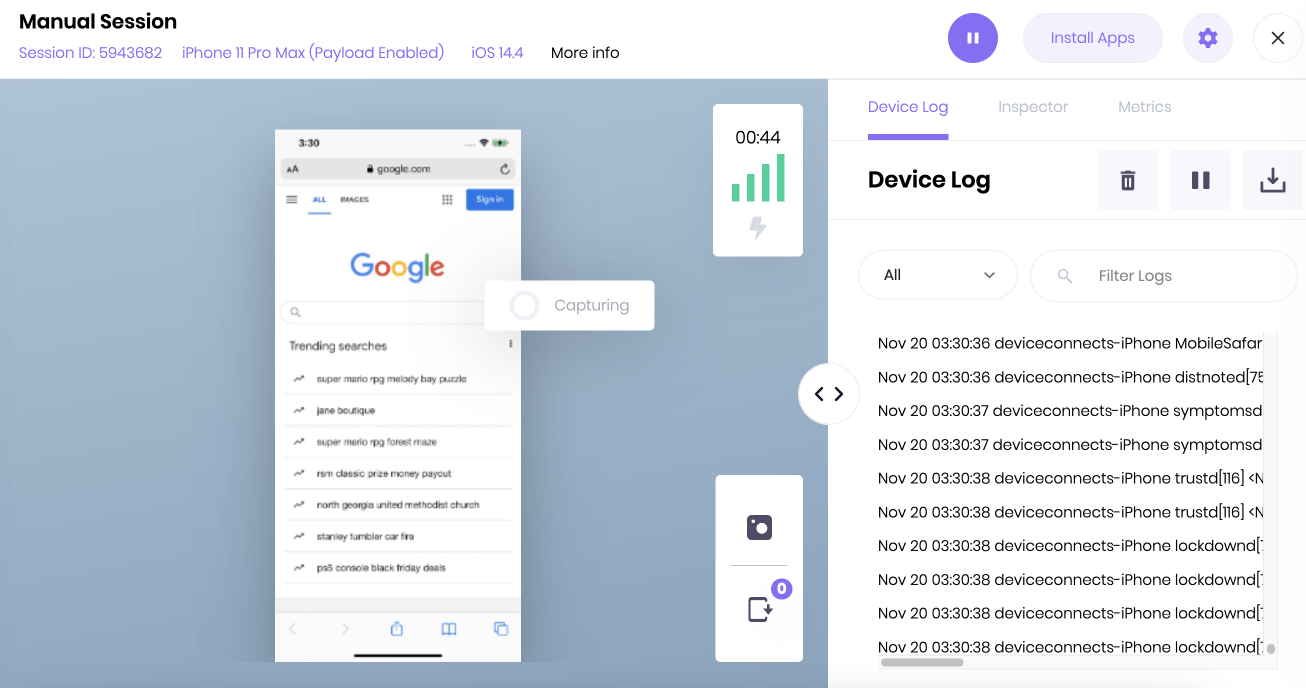 Manual Session
Session ID: 5943682 iPhone 11 Pro Max (Payload Enabled) iOS 14.4 More info
Install Apps
3:30
AA google.com
ALL IMAGES Sign in
Google
Trending searches
super mario rpg melody bay puzzle
jane boutique
super mario rpg forest maze
rsm classic prize money payout
north georgia united methodist church
stanley tumbler car fire
ps5 console black friday deals
Capturing
00:44
0
Device Log Inspector Metrics
Device Log
All Filter Logs
Nov 20 03:30:36 deviceconnects-iPhone MobileSafar
Nov 20 03:30:36 deviceconnects-iPhone distnoted[75
Nov 20 03:30:37 deviceconnects-iPhone symptomsd
Nov 20 03:30:37 deviceconnects-iPhone symptomsd
Nov 20 03:30:38 deviceconnects-iPhone trustd[116] <N
Nov 20 03:30:38 deviceconnects-iPhone trustd[116] <N
Nov 20 03:30:38 deviceconnects-iPhone lockdownd[7
Nov 20 03:30:38 deviceconnects-iPhone lockdownd[7
Nov 20 03:30:38 deviceconnects-iPhone lockdownd[7
Nov 20 03:30:38 deviceconnects-iPhone lockdownd[7